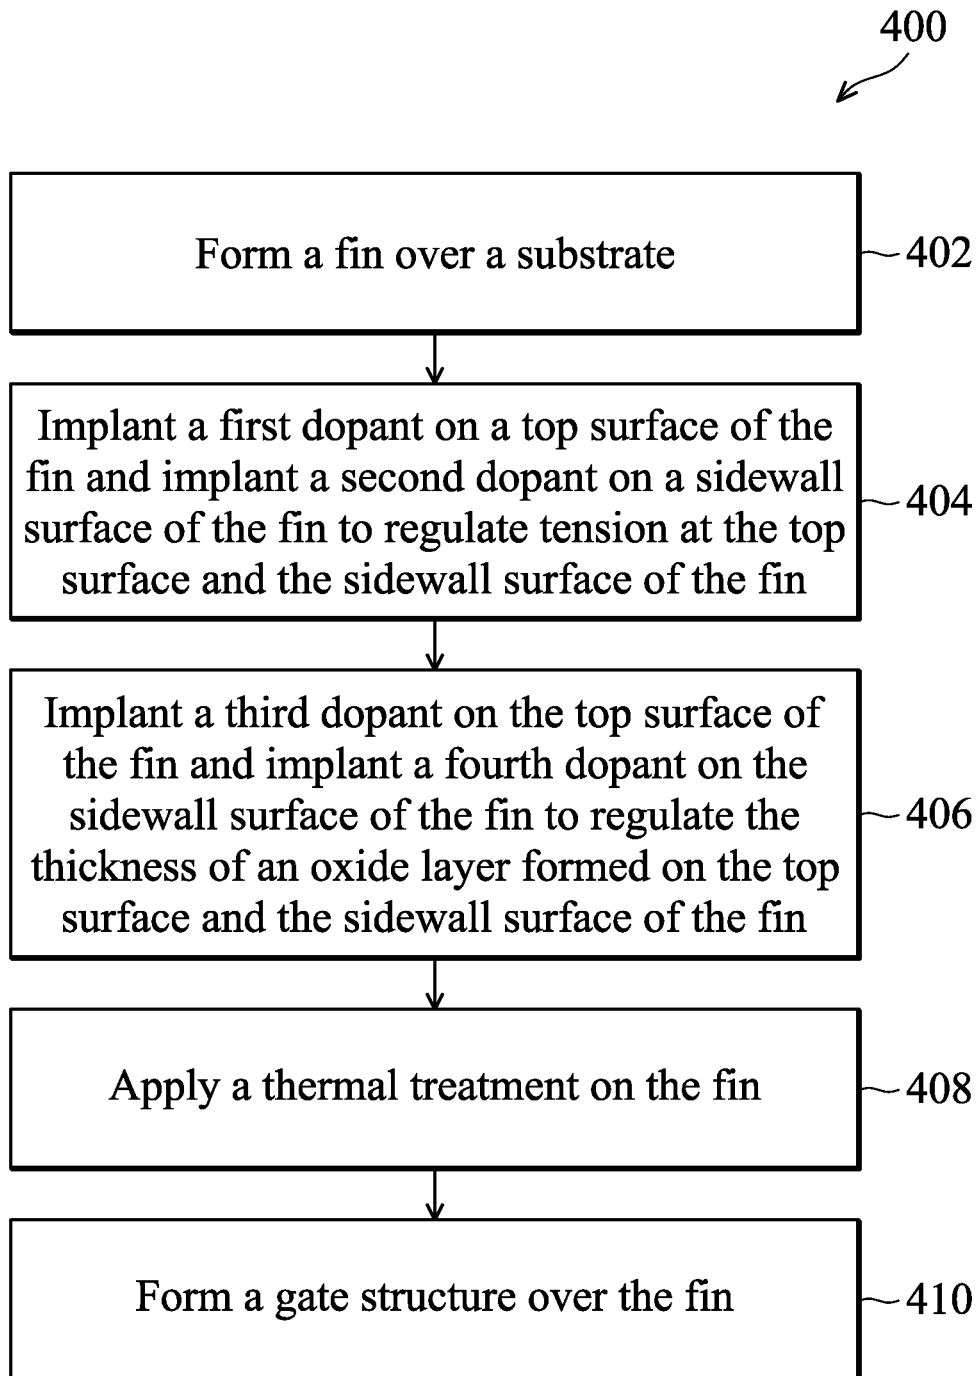 400
Form a fin over a substrate
402
Implant a first dopant on a top surface of the
fin and implant a second dopant on a sidewall
surface of the fin to regulate tension at the top
surface and the sidewall surface of the fin
404
Implant a third dopant on the top surface of
the fin and implant a fourth dopant on the
sidewall surface of the fin to regulate the
thickness of an oxide layer formed on the top
surface and the sidewall surface of the fin
406
Apply a thermal treatment on the fin
408
Form a gate structure over the fin
410